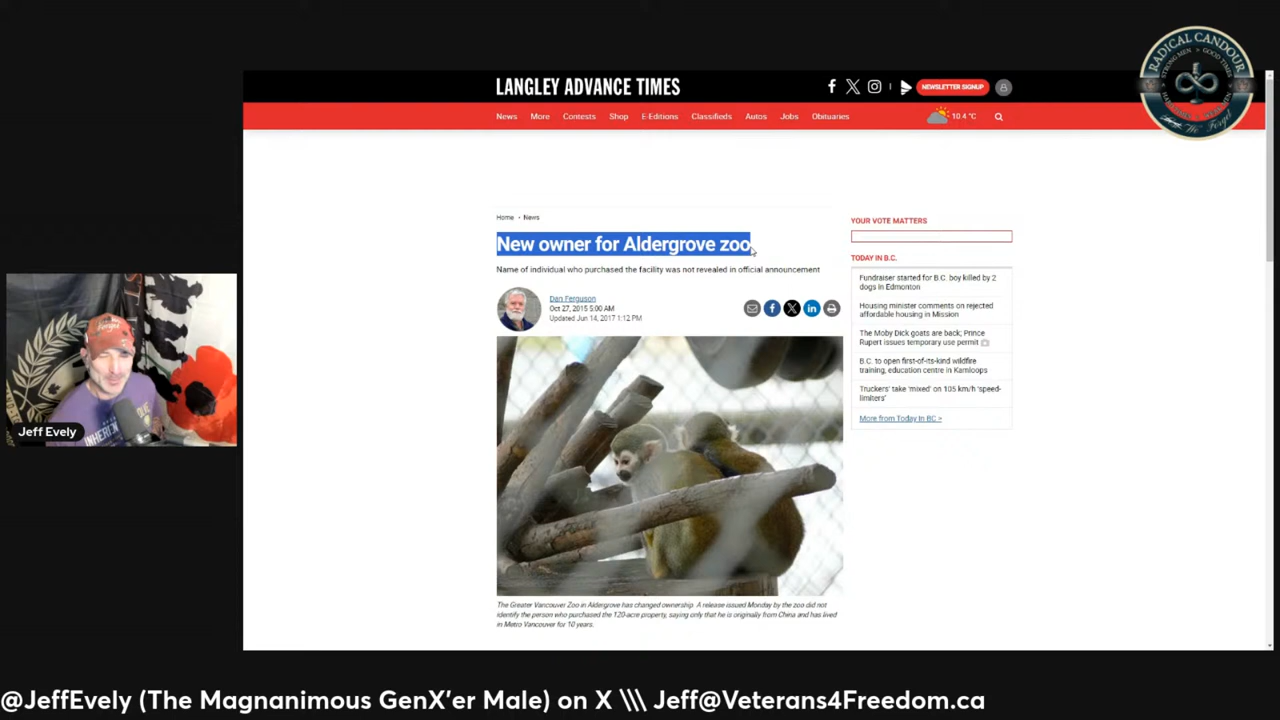 RADICAL CANDOUR
STRONG MEN
GOOD TIMES
We Forget
LANGLEY ADVANCE TIMES
NEWSLETTER SIGNUP
News More Contests Shop E-Editions Classifieds Autos Jobs Obituaries
10.4 °C
Home • News
New owner for Aldergrove zoo
Name of individual who purchased the facility was not revealed in official announcement
Dan Ferguson
Oct 27, 2015 5:00 AM
Updated Jun 14, 2017 1:12 PM
The Greater Vancouver Zoo in Aldergrove has changed ownership. A release issued Monday by the zoo did not
identify the person who purchased the 120-acre property, saying only that he is originally from China and has lived
in Metro Vancouver for 10 years.
YOUR VOTE MATTERS
TODAY IN B.C.
Fundraiser started for B.C. boy killed by 2
dogs in Edmonton
Housing minister comments on rejected
affordable housing in Mission
The Moby Dick goats are back; Prince
Rupert issues temporary use permit
B.C. to open first-of-its-kind wildfire
training, education centre in Kamloops
Truckers' take 'mixed' on 105 km/h 'speed-
limiters'
More from Today In BC >
Jeff Evely
@JeffEvely (The Magnanimous GenX'er Male) on X \\\ Jeff@Veterans4Freedom.ca